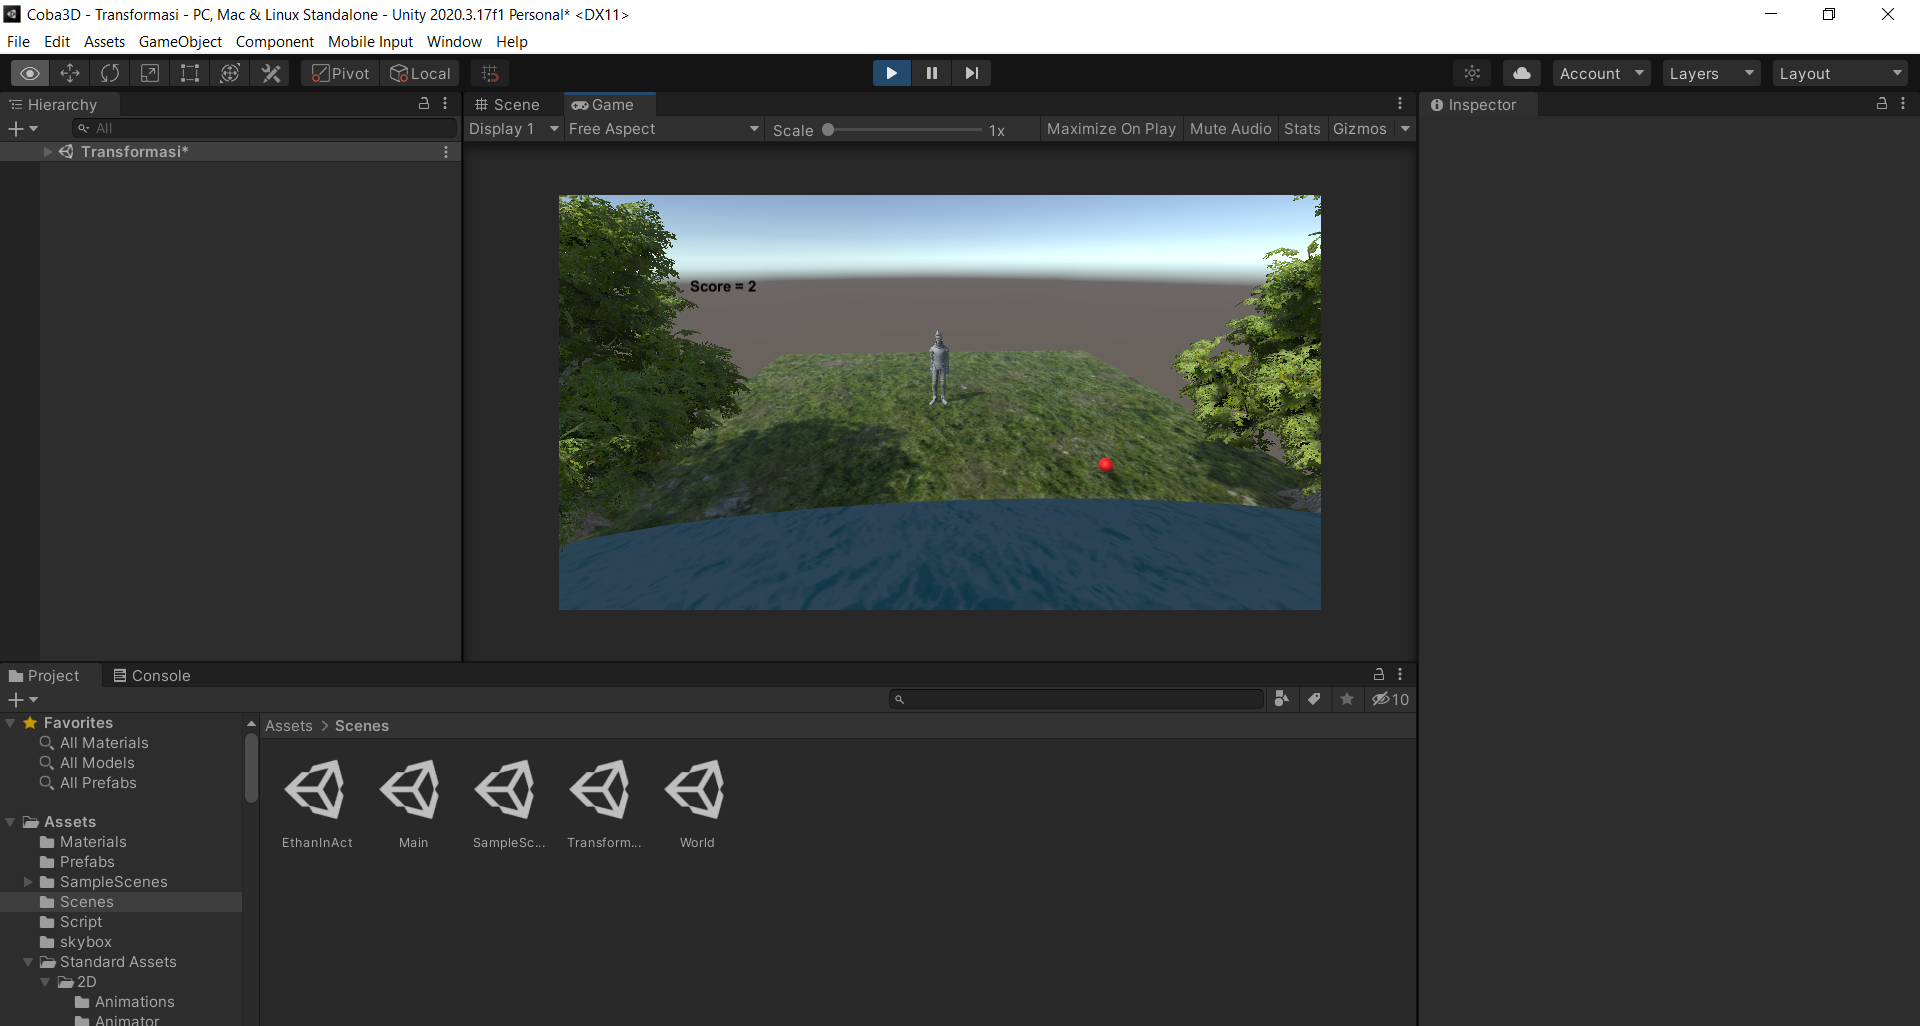 Coba3D - Transformasi - PC, Mac & Linux Standalone - Unity 2020.3.17f1 Personal* <DX11>
File Edit Assets GameObject Component Mobile Input Window Help
Pivot Local Account Layers Layout
Hierarchy
All
Transformasi*
Scene Game
Display 1 Free Aspect Scale 1x Maximize On Play Mute Audio Stats Gizmos
Score = 2
Inspector
Project Console
10
Favorites
All Materials
All Models
All Prefabs
Assets
Materials
Prefabs
SampleScenes
Scenes
Script
skybox
Standard Assets
2D
Animations
Animator
Assets > Scenes
EthanInAct Main SampleSc... Transform... World